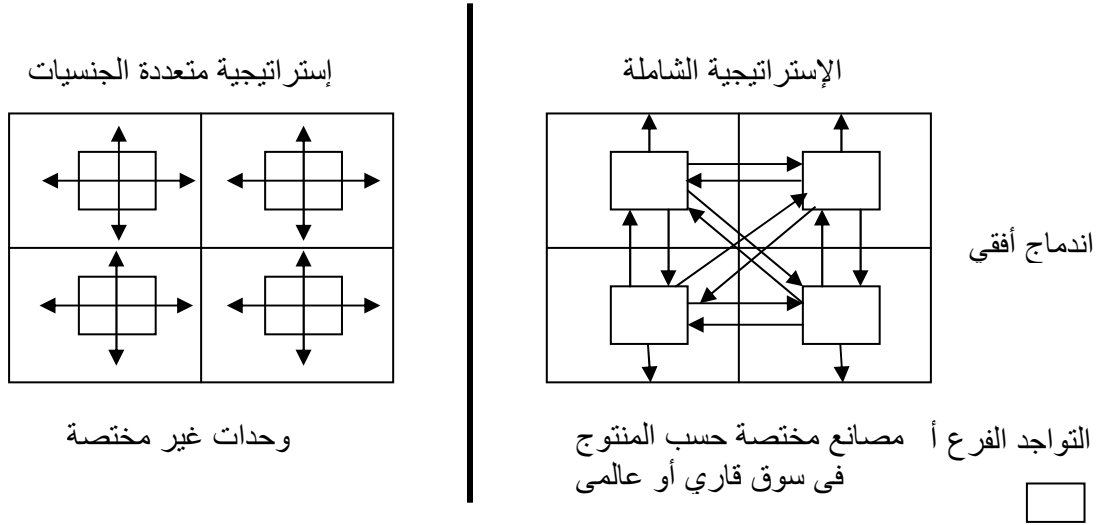 الإستراتيجية الشاملة
إستراتيجية متعددة الجنسيات
اندماج أفقي
التواجد الفرع أ
مصانع مختصة حسب المنتوج
في سوق قاري أو عالمي
وحدات غير مختصة